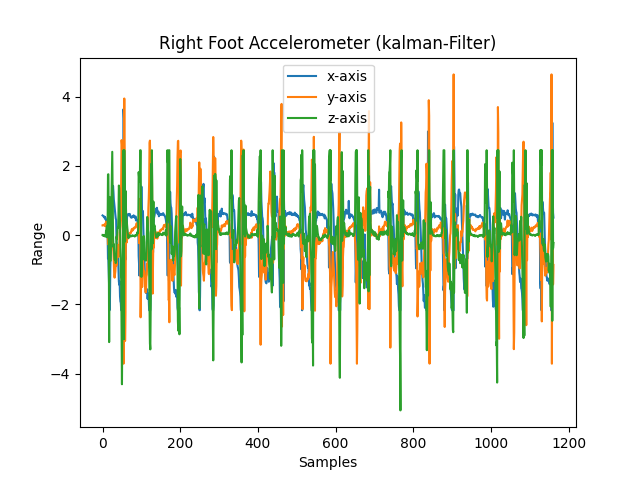 Right Foot Accelerometer (kalman-Filter)
x-axis
y-axis
z-axis
4
2
0
−2
−4
Range
0 200 400 600 800 1000 1200
Samples